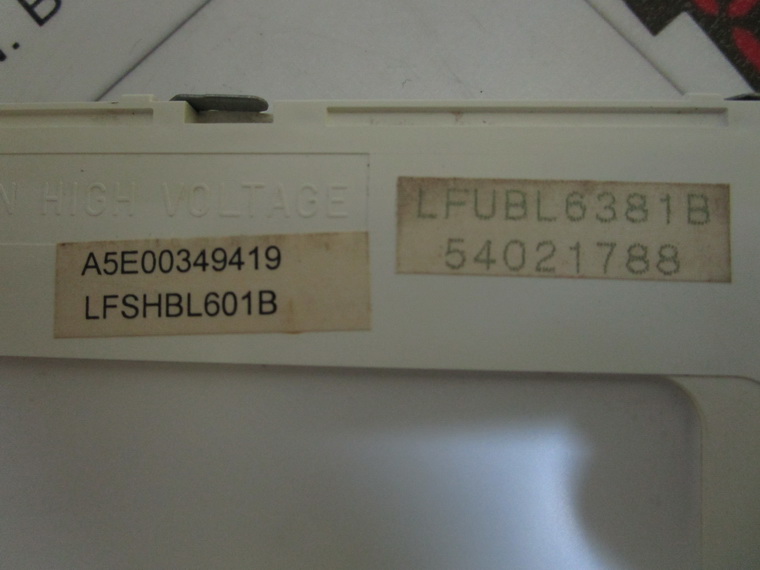 N. B
N HIGH VOLTAGE
LFUBL6381B
54021788
A5E00349419
LFSHBL601B